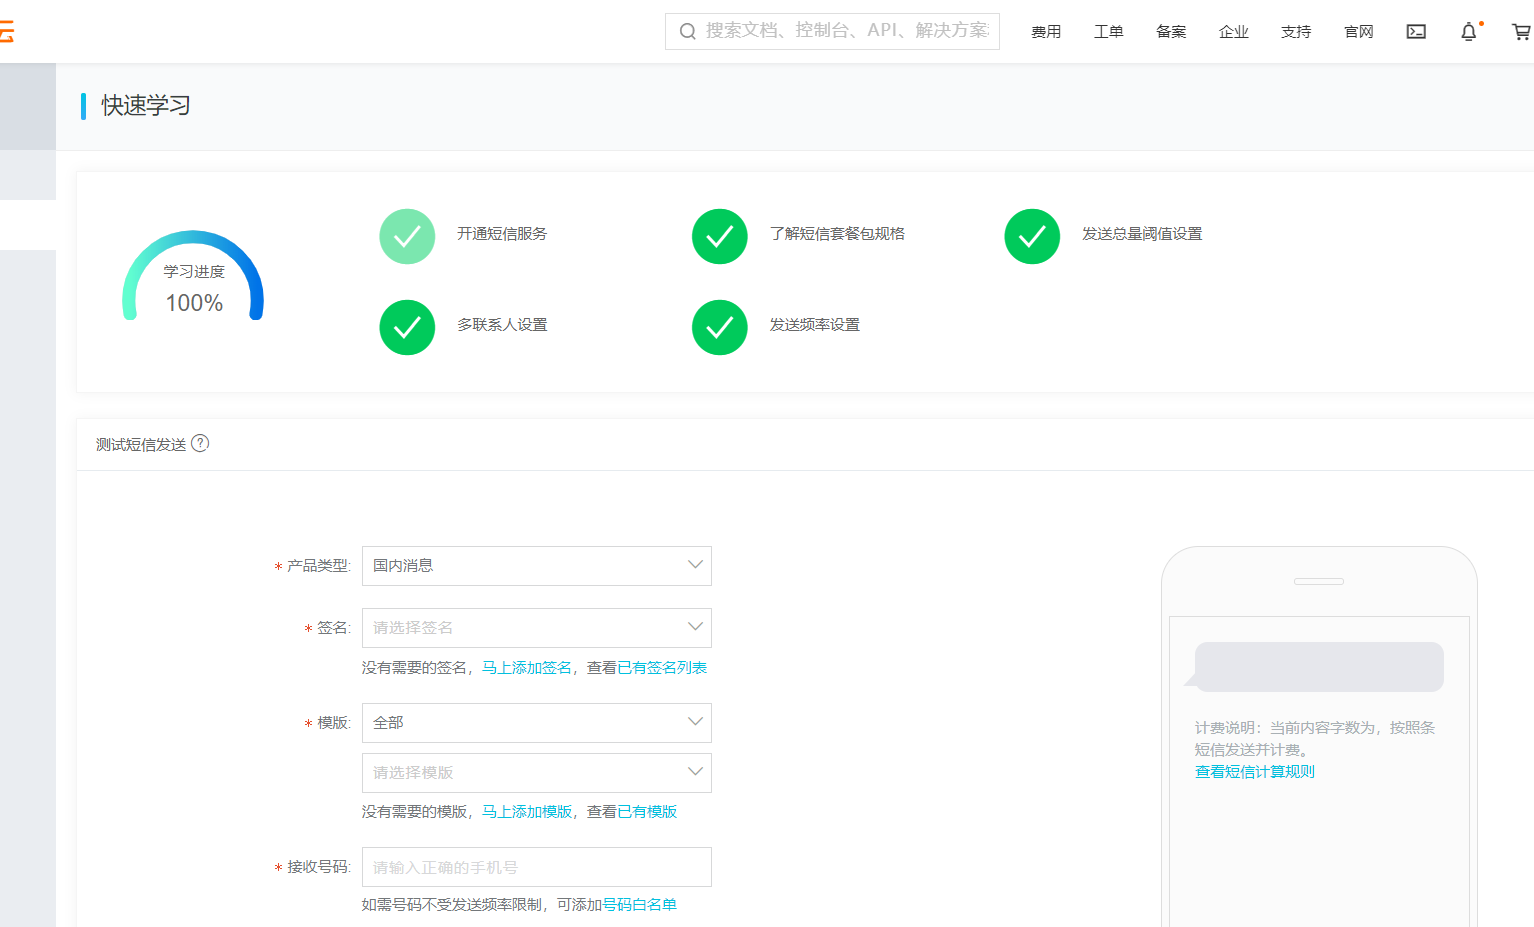 云
搜索文档、控制台、API、解决方案
费用 工单 备案 企业 支持 官网
快速学习
学习进度
100%
开通短信服务
了解短信套餐包规格
发送总量阈值设置
多联系人设置
发送频率设置
测试短信发送 ?
* 产品类型: 国内消息
* 签名: 请选择签名
没有需要的签名，马上添加签名，查看已有签名列表
* 模版: 全部
请选择模版
没有需要的模版，马上添加模版，查看已有模版
* 接收号码: 请输入正确的手机号
如需号码不受发送频率限制，可添加号码白名单
计费说明：当前内容字数为，按照条
短信发送并计费。
查看短信计算规则